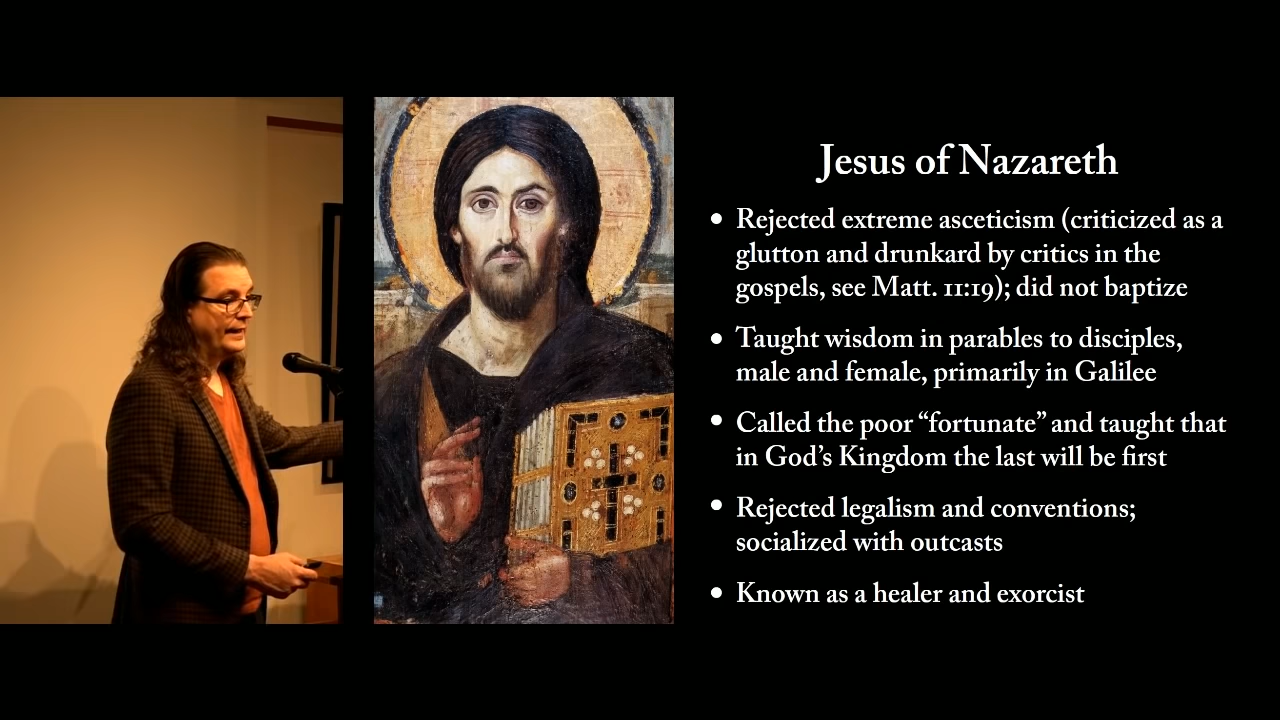 Jesus of Nazareth
• Rejected extreme asceticism (criticized as a
glutton and drunkard by critics in the
gospels, see Matt. 11:19); did not baptize
• Taught wisdom in parables to disciples,
male and female, primarily in Galilee
• Called the poor “fortunate” and taught that
in God’s Kingdom the last will be first
• Rejected legalism and conventions;
socialized with outcasts
• Known as a healer and exorcist